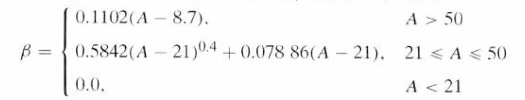 β = { 0.1102(A − 8.7), A > 50
0.5842(A − 21)^0.4 + 0.078 86(A − 21), 21 ⩽ A ⩽ 50
0.0, A < 21